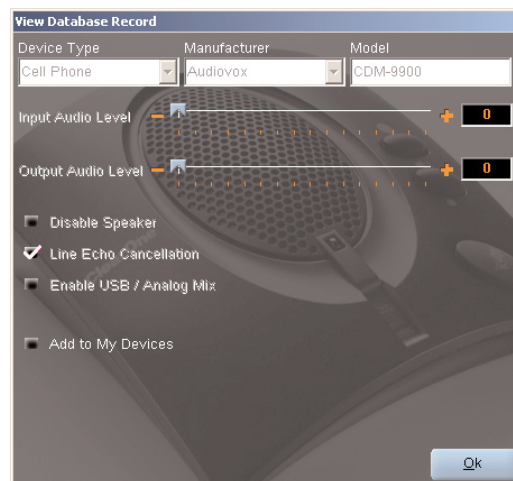 View Database Record
Device Type Manufacturer Model
Cell Phone Audiovox CDM-9900
Input Audio Level 0
Output Audio Level 0
Disable Speaker
Line Echo Cancellation
Enable USB / Analog Mix
Add to My Devices
Ok